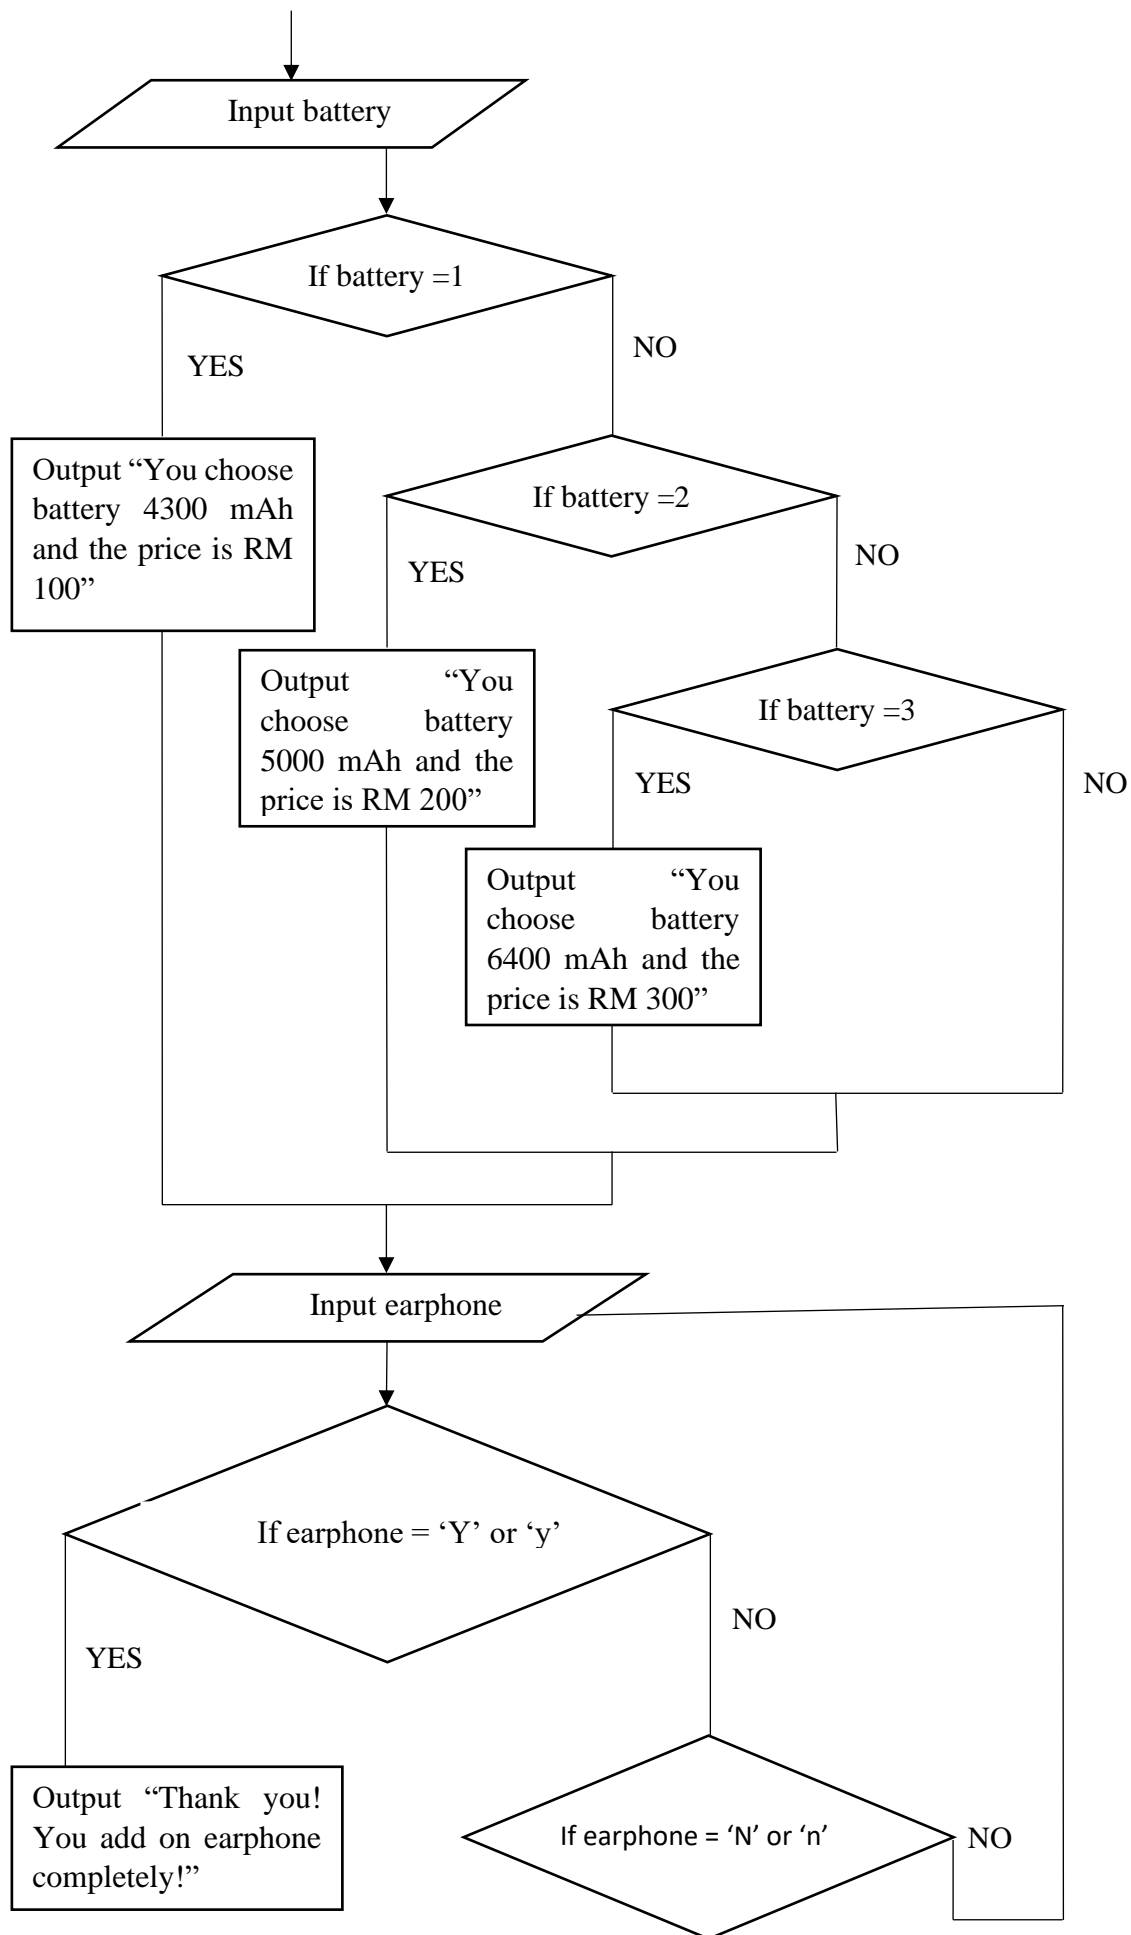 Input battery
If battery =1
YES
NO
Output “You choose
battery 4300 mAh
and the price is RM
100”
If battery =2
YES
NO
Output “You
choose battery
5000 mAh and the
price is RM 200”
If battery =3
YES
NO
Output “You
choose battery
6400 mAh and the
price is RM 300”
Input earphone
If earphone = ‘Y’ or ‘y’
YES
NO
Output “Thank you!
You add on earphone
completely!”
If earphone = ‘N’ or ‘n’
NO